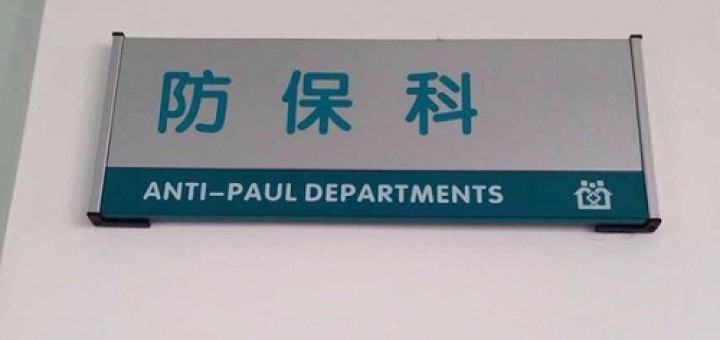 防保科
ANTI-PAUL DEPARTMENTS